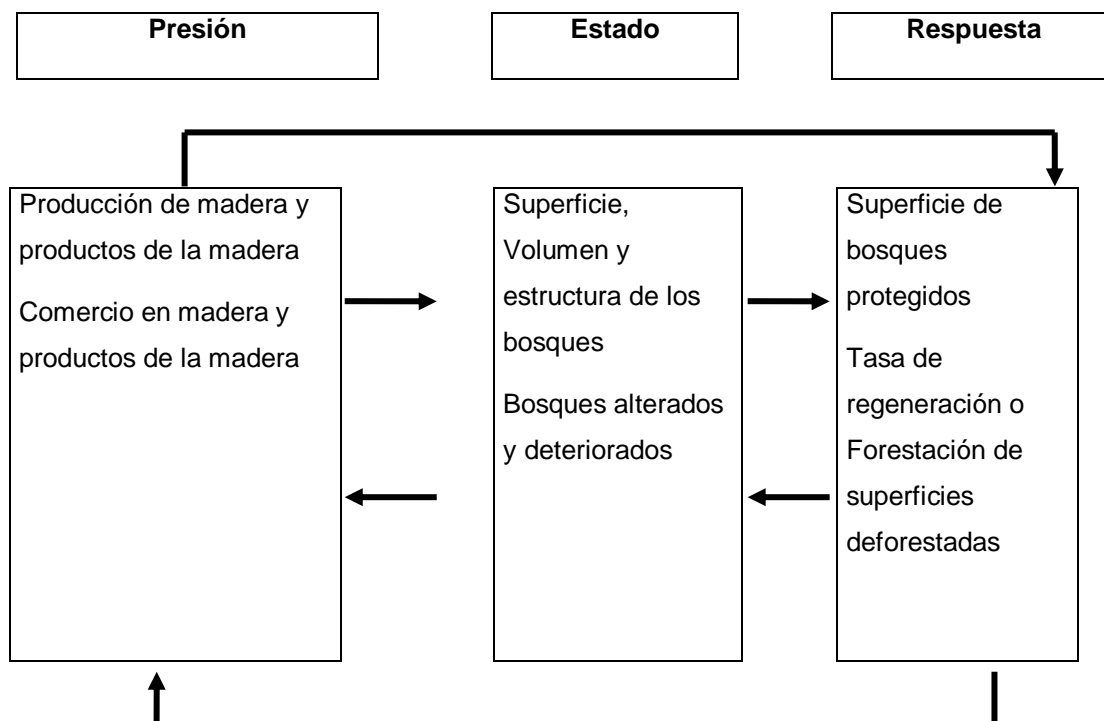 Presión
Estado
Respuesta
Producción de madera y
productos de la madera
Comercio en madera y
productos de la madera
Superficie,
Volumen y
estructura de los
bosques
Bosques alterados
y deteriorados
Superficie de
bosques
protegidos
Tasa de
regeneración o
Forestación de
superficies
deforestadas